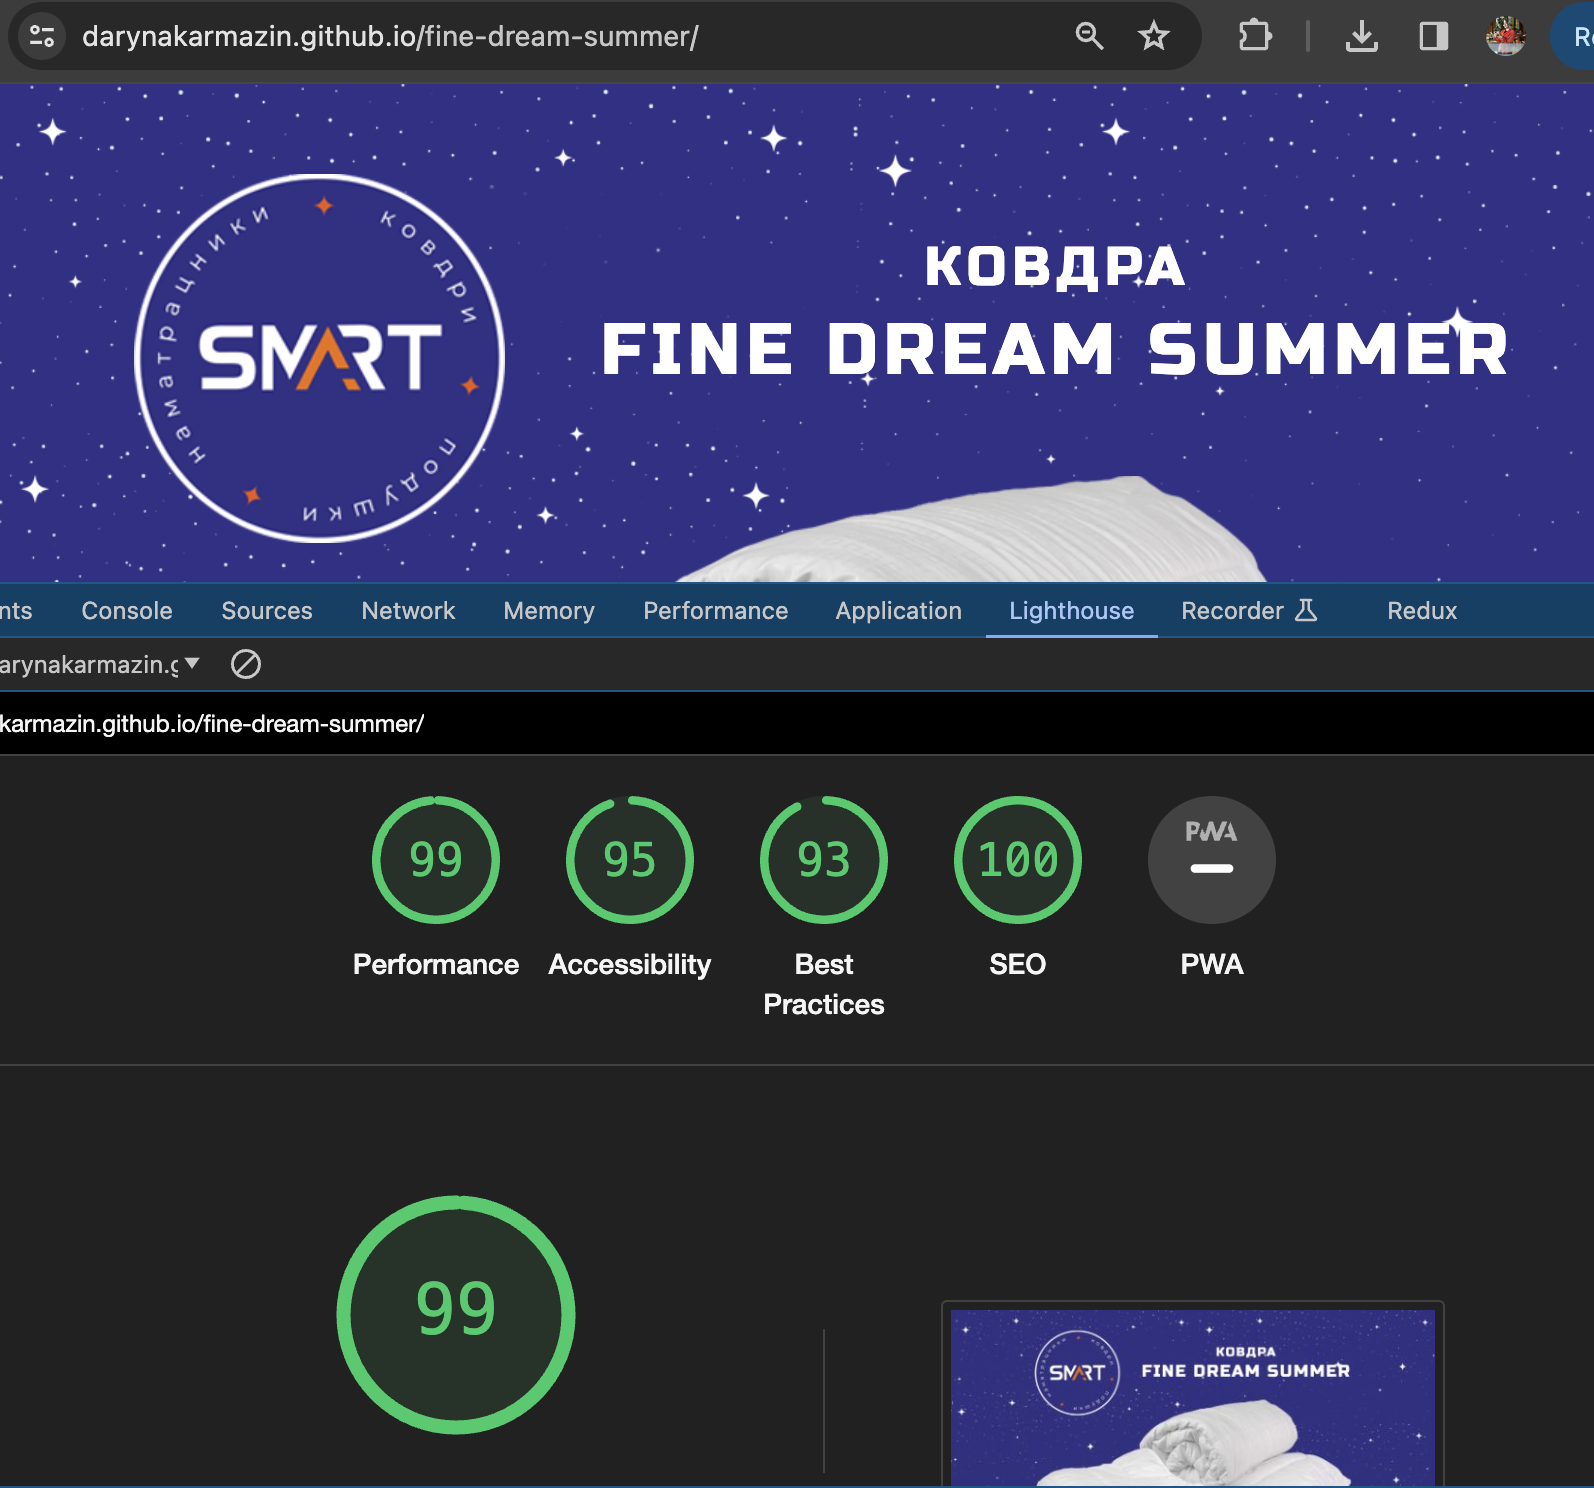 darynakarmazin.github.io/fine-dream-summer/
ковдри
подушки
наматрацники
SMART
КОВДРА
FINE DREAM SUMMER
nts Console Sources Network Memory Performance Application Lighthouse Recorder Redux
arynakarmazin.g
karmazin.github.io/fine-dream-summer/
99 95 93 100 PWA
Performance Accessibility Best Practices SEO PWA
99
SMART
КОВДРА
FINE DREAM SUMMER